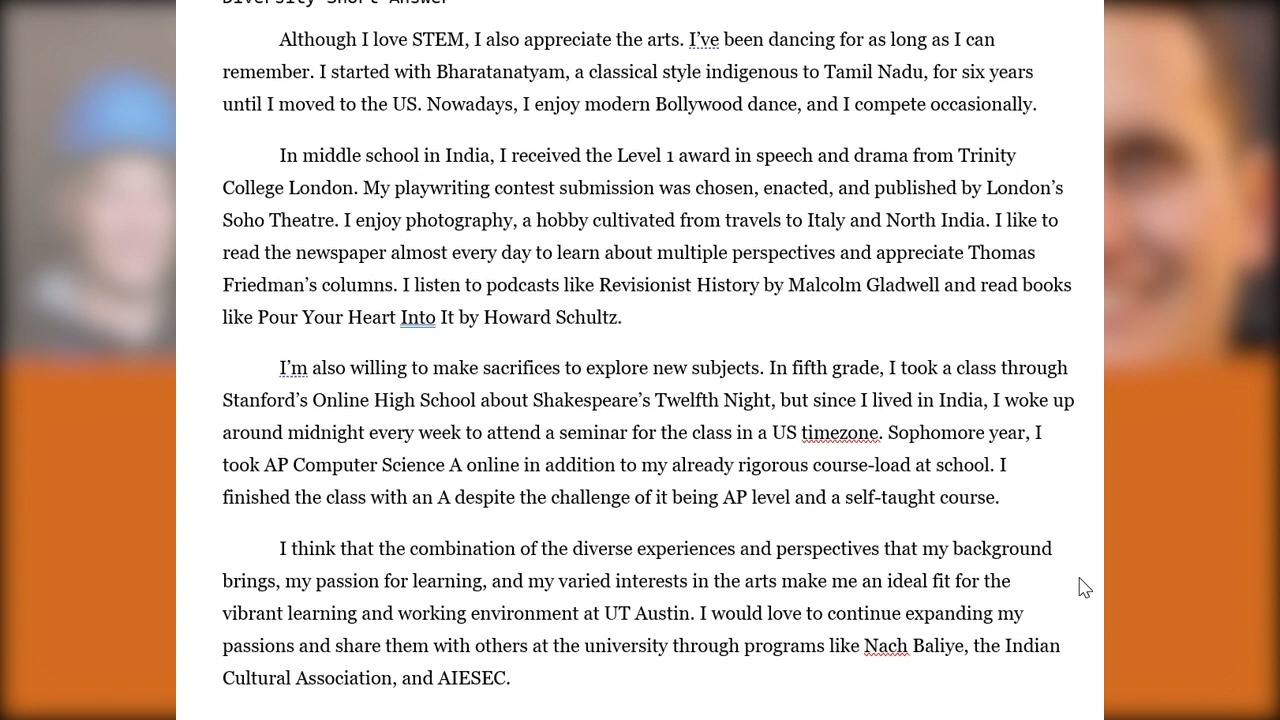 Diversity Short Answer
Although I love STEM, I also appreciate the arts. I’ve been dancing for as long as I can
remember. I started with Bharatanatyam, a classical style indigenous to Tamil Nadu, for six years
until I moved to the US. Nowadays, I enjoy modern Bollywood dance, and I compete occasionally.
In middle school in India, I received the Level 1 award in speech and drama from Trinity
College London. My playwriting contest submission was chosen, enacted, and published by London’s
Soho Theatre. I enjoy photography, a hobby cultivated from travels to Italy and North India. I like to
read the newspaper almost every day to learn about multiple perspectives and appreciate Thomas
Friedman’s columns. I listen to podcasts like Revisionist History by Malcolm Gladwell and read books
like Pour Your Heart Into It by Howard Schultz.
I’m also willing to make sacrifices to explore new subjects. In fifth grade, I took a class through
Stanford’s Online High School about Shakespeare’s Twelfth Night, but since I lived in India, I woke up
around midnight every week to attend a seminar for the class in a US timezone. Sophomore year, I
took AP Computer Science A online in addition to my already rigorous course-load at school. I
finished the class with an A despite the challenge of it being AP level and a self-taught course.
I think that the combination of the diverse experiences and perspectives that my background
brings, my passion for learning, and my varied interests in the arts make me an ideal fit for the
vibrant learning and working environment at UT Austin. I would love to continue expanding my
passions and share them with others at the university through programs like Nach Baliye, the Indian
Cultural Association, and AIESEC.